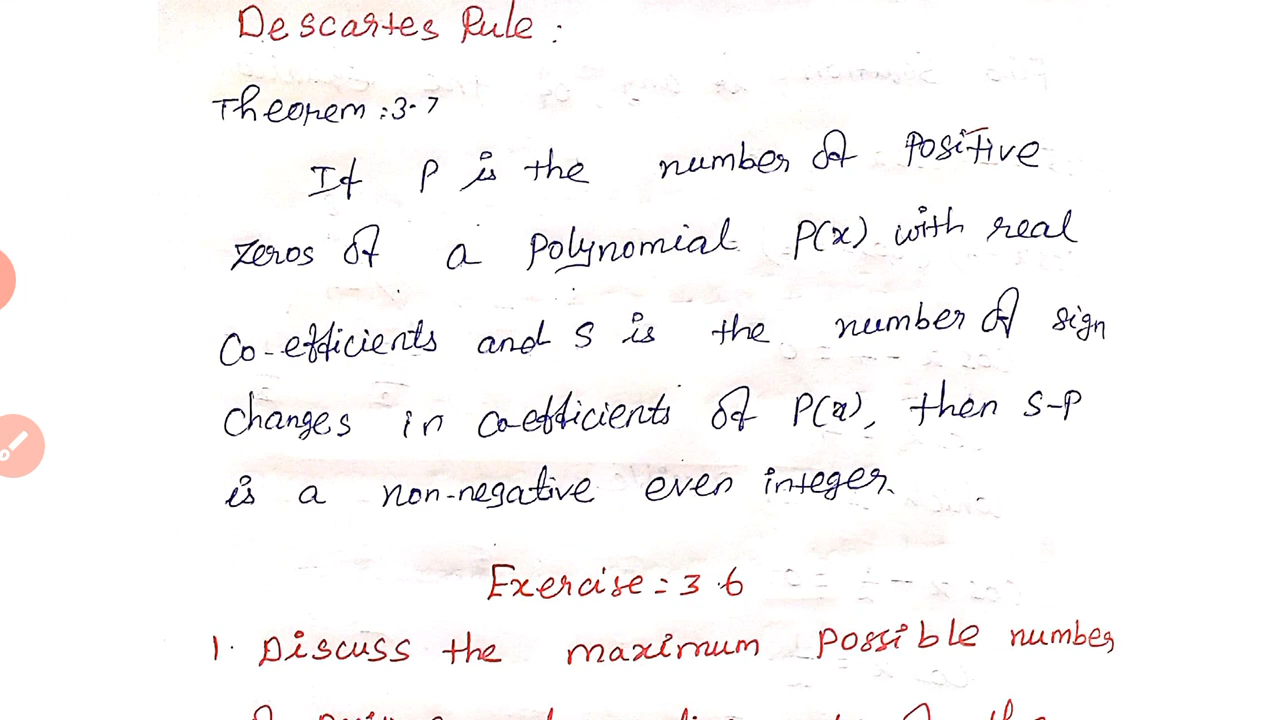 Descartes Rule :
Theorem :3.7
If P is the number of Positive
Zeros of a Polynomial P(x) with real
Co-efficients and S is the number of sign
changes in co-efficients of P(x), then S-P
is a non-negative even integer.
Exercise = 3.6
1. Discuss the maximum possible number